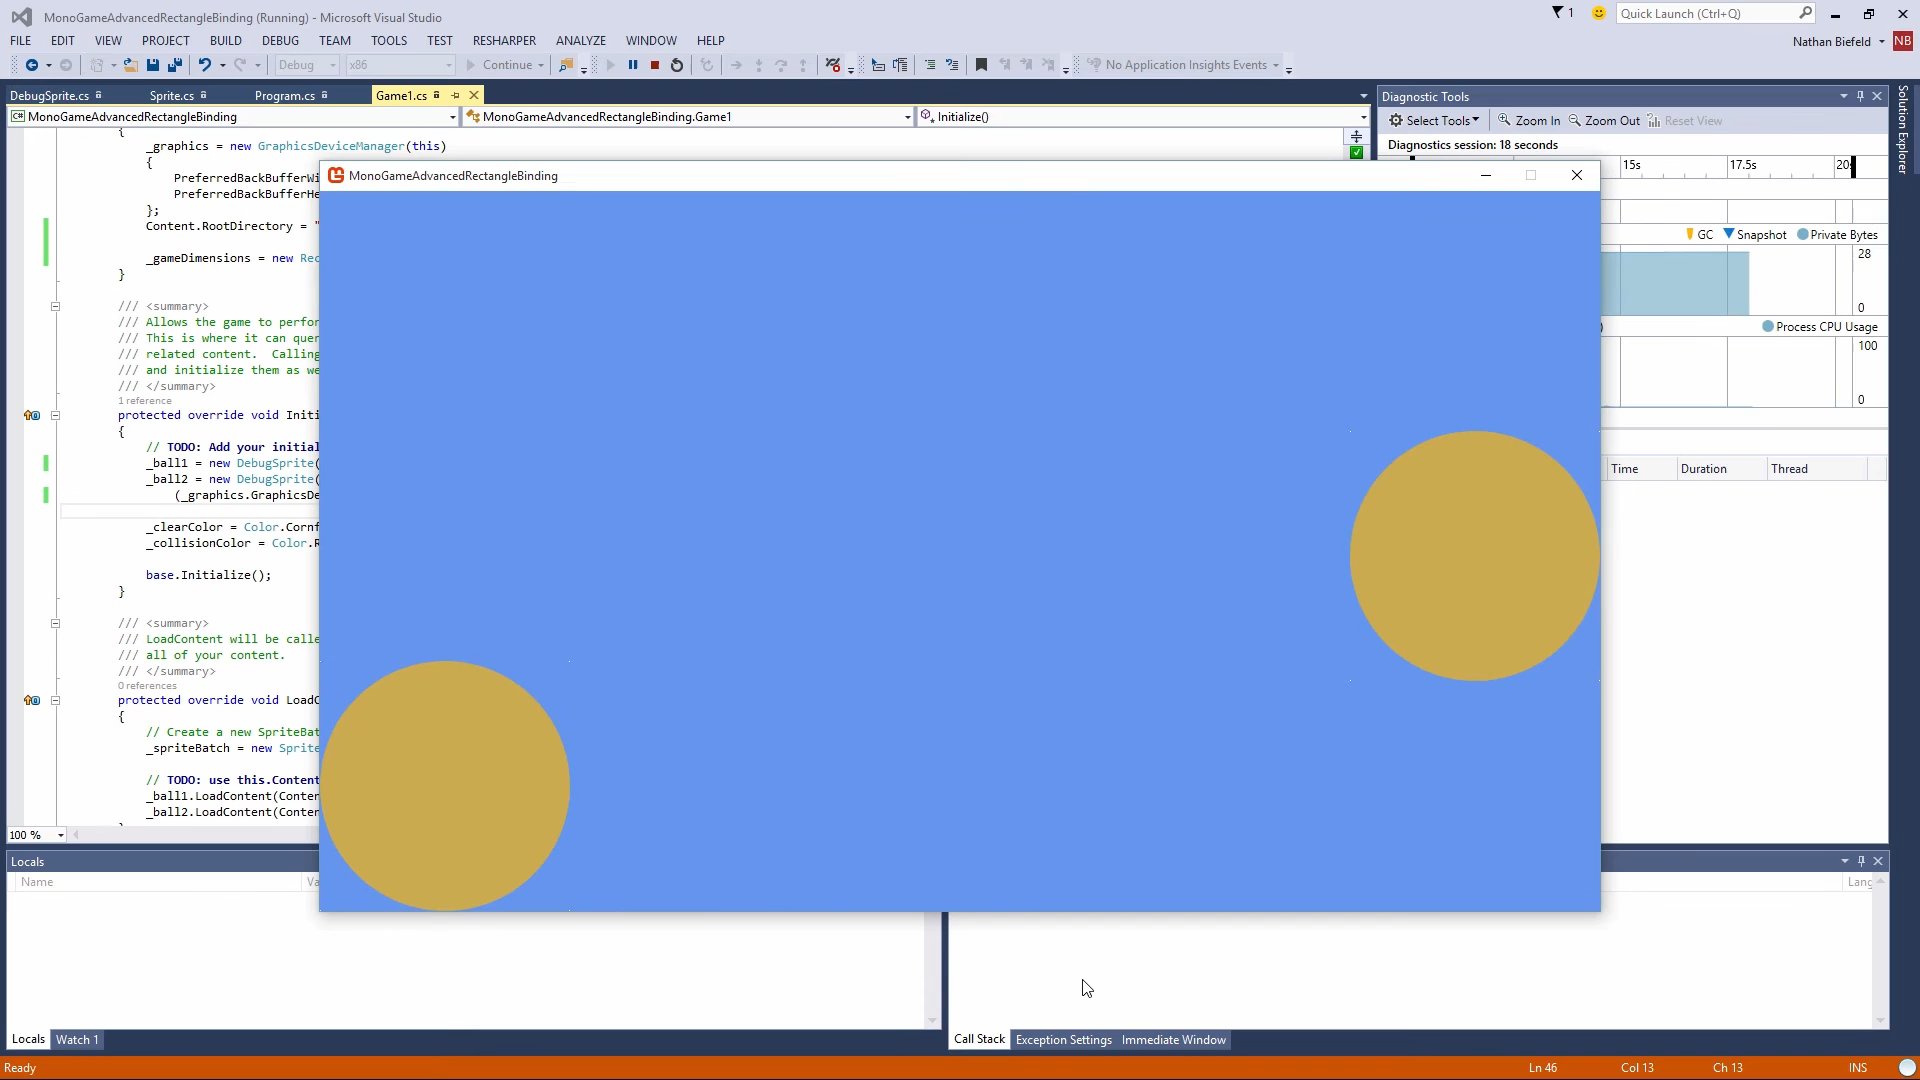 MonoGameAdvancedRectangleBinding (Running) - Microsoft Visual Studio
1
Quick Launch (Ctrl+Q)
FILE EDIT VIEW PROJECT BUILD DEBUG TEAM TOOLS TEST RESHARPER ANALYZE WINDOW HELP
Nathan Biefeld NB
Debug x86 Continue No Application Insights Events
DebugSprite.cs Sprite.cs Program.cs Game1.cs
Diagnostic Tools
Solution Explorer
C# MonoGameAdvancedRectangleBinding MonoGameAdvancedRectangleBinding.Game1 Initialize()
Select Tools Zoom In Zoom Out Reset View
Diagnostics session: 18 seconds
15s 17.5s 20
{
_graphics = new GraphicsDeviceManager(this)
{
PreferredBackBufferWi
PreferredBackBufferHe
};
Content.RootDirectory = "
_gameDimensions = new Rec
}
MonoGameAdvancedRectangleBinding
GC Snapshot Private Bytes
28
0
) Process CPU Usage
100
0
Time Duration Thread
/// <summary>
/// Allows the game to perfor
/// This is where it can quer
/// related content. Calling
/// and initialize them as we
/// </summary>
1 reference
protected override void Initi
{
// TODO: Add your initial
_ball1 = new DebugSprite(
_ball2 = new DebugSprite(
(_graphics.GraphicsDe
_clearColor = Color.Cornf
_collisionColor = Color.R
base.Initialize();
}
/// <summary>
/// LoadContent will be calle
/// all of your content.
/// </summary>
0 references
protected override void LoadC
{
// Create a new SpriteBat
_spriteBatch = new Sprite
// TODO: use this.Content
_ball1.LoadContent(Conten
_ball2.LoadContent(Conten
100 %
Locals
Name Va
Lang
Locals Watch 1
Call Stack Exception Settings Immediate Window
Ready Ln 46 Col 13 Ch 13 INS